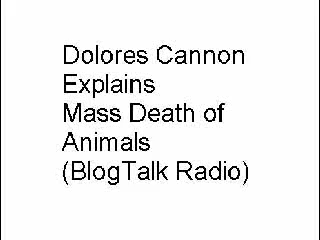 Dolores Cannon
Explains
Mass Death of
Animals
(BlogTalk Radio)